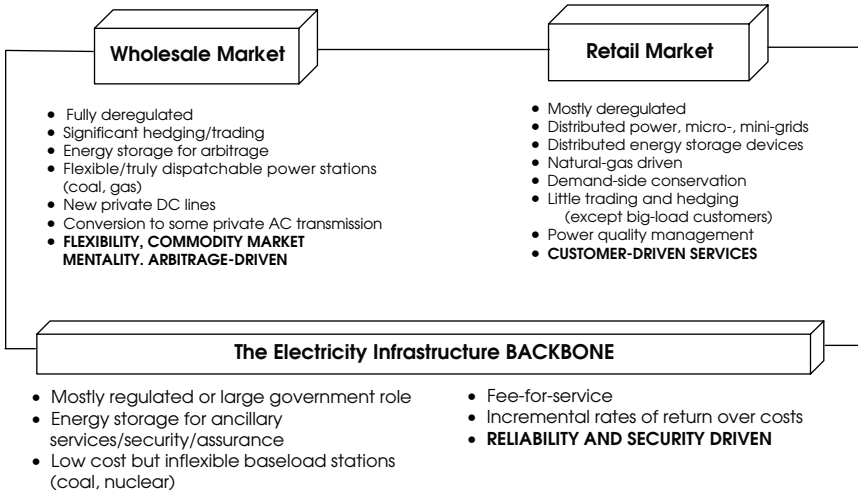 Wholesale Market
• Fully deregulated
• Significant hedging/trading
• Energy storage for arbitrage
• Flexible/truly dispatchable power stations
(coal, gas)
• New private DC lines
• Conversion to some private AC transmission
• FLEXIBILITY, COMMODITY MARKET
MENTALITY. ARBITRAGE-DRIVEN
Retail Market
• Mostly deregulated
• Distributed power, micro-, mini-grids
• Distributed energy storage devices
• Natural-gas driven
• Demand-side conservation
• Little trading and hedging
(except big-load customers)
• Power quality management
• CUSTOMER-DRIVEN SERVICES
The Electricity Infrastructure BACKBONE
• Mostly regulated or large government role
• Energy storage for ancillary
services/security/assurance
• Low cost but inflexible baseload stations
(coal, nuclear)
• Fee-for-service
• Incremental rates of return over costs
• RELIABILITY AND SECURITY DRIVEN